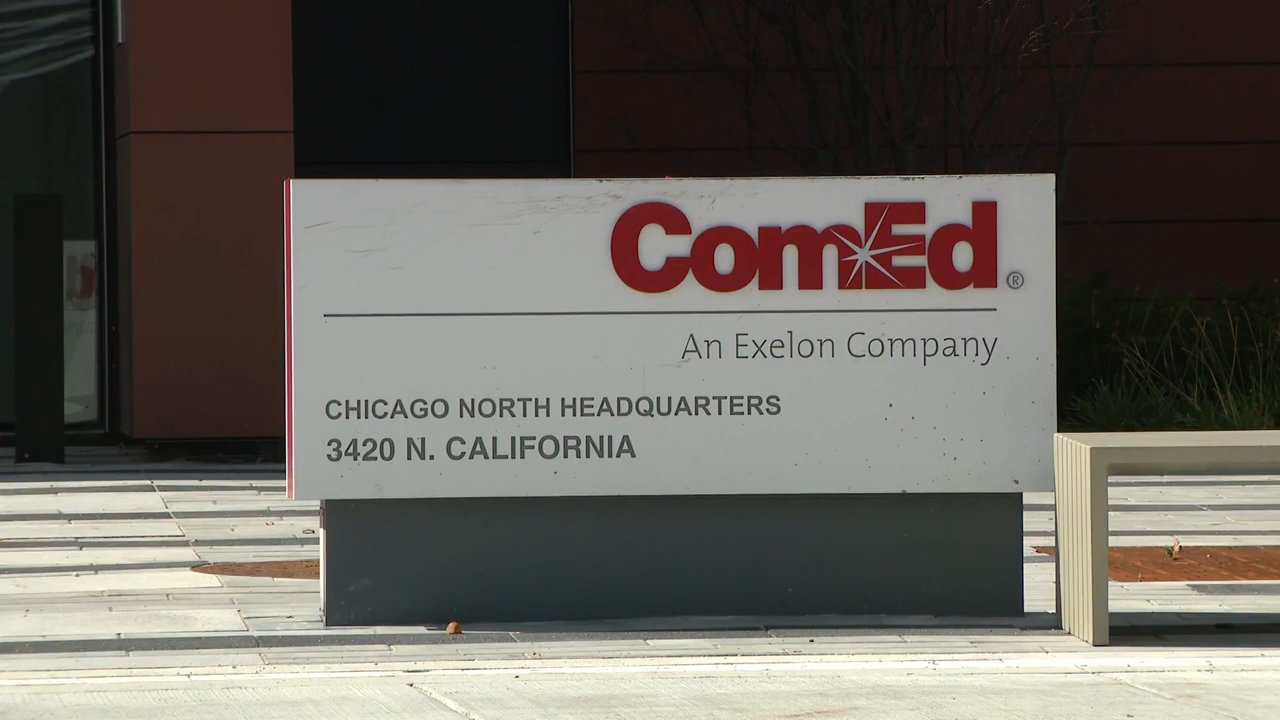 ComEd®
An Exelon Company
CHICAGO NORTH HEADQUARTERS
3420 N. CALIFORNIA